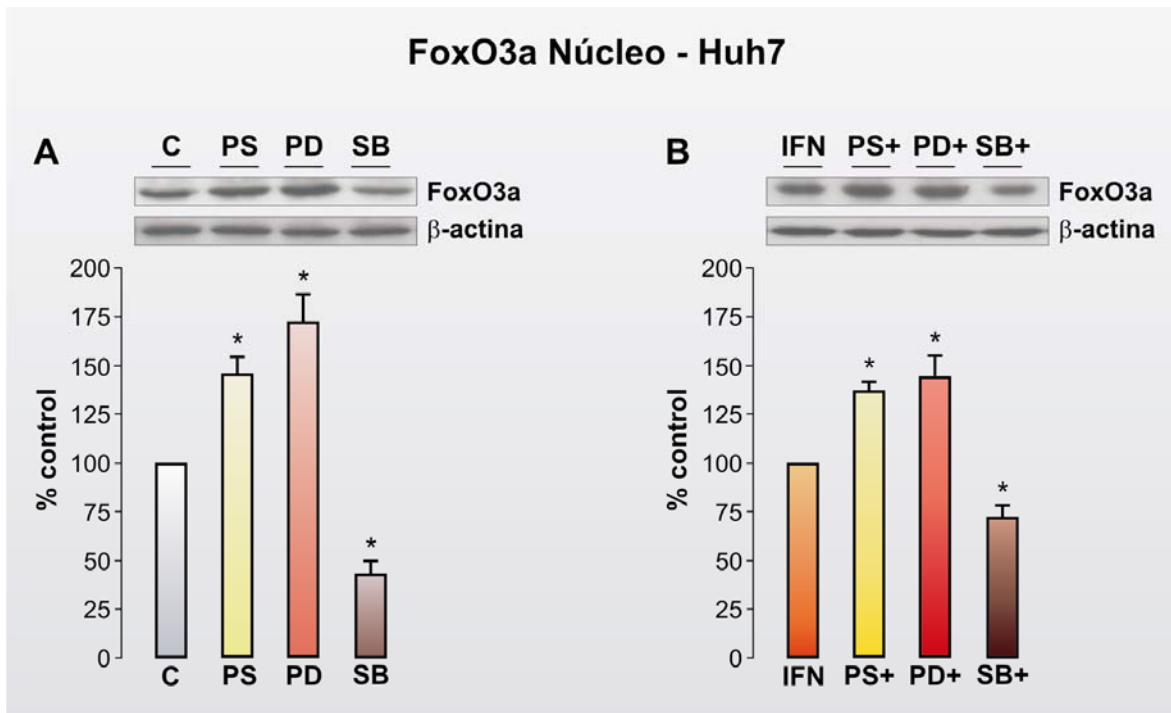 FoxO3a Núcleo - Huh7
A
C PS PD SB
FoxO3a
β-actina
200
175
150
125
100
75
50
25
0
% control
* * *
*
C PS PD SB
B
IFN PS+ PD+ SB+
FoxO3a
β-actina
200
175
150
125
100
75
50
25
0
% control
* *
*
IFN PS+ PD+ SB+